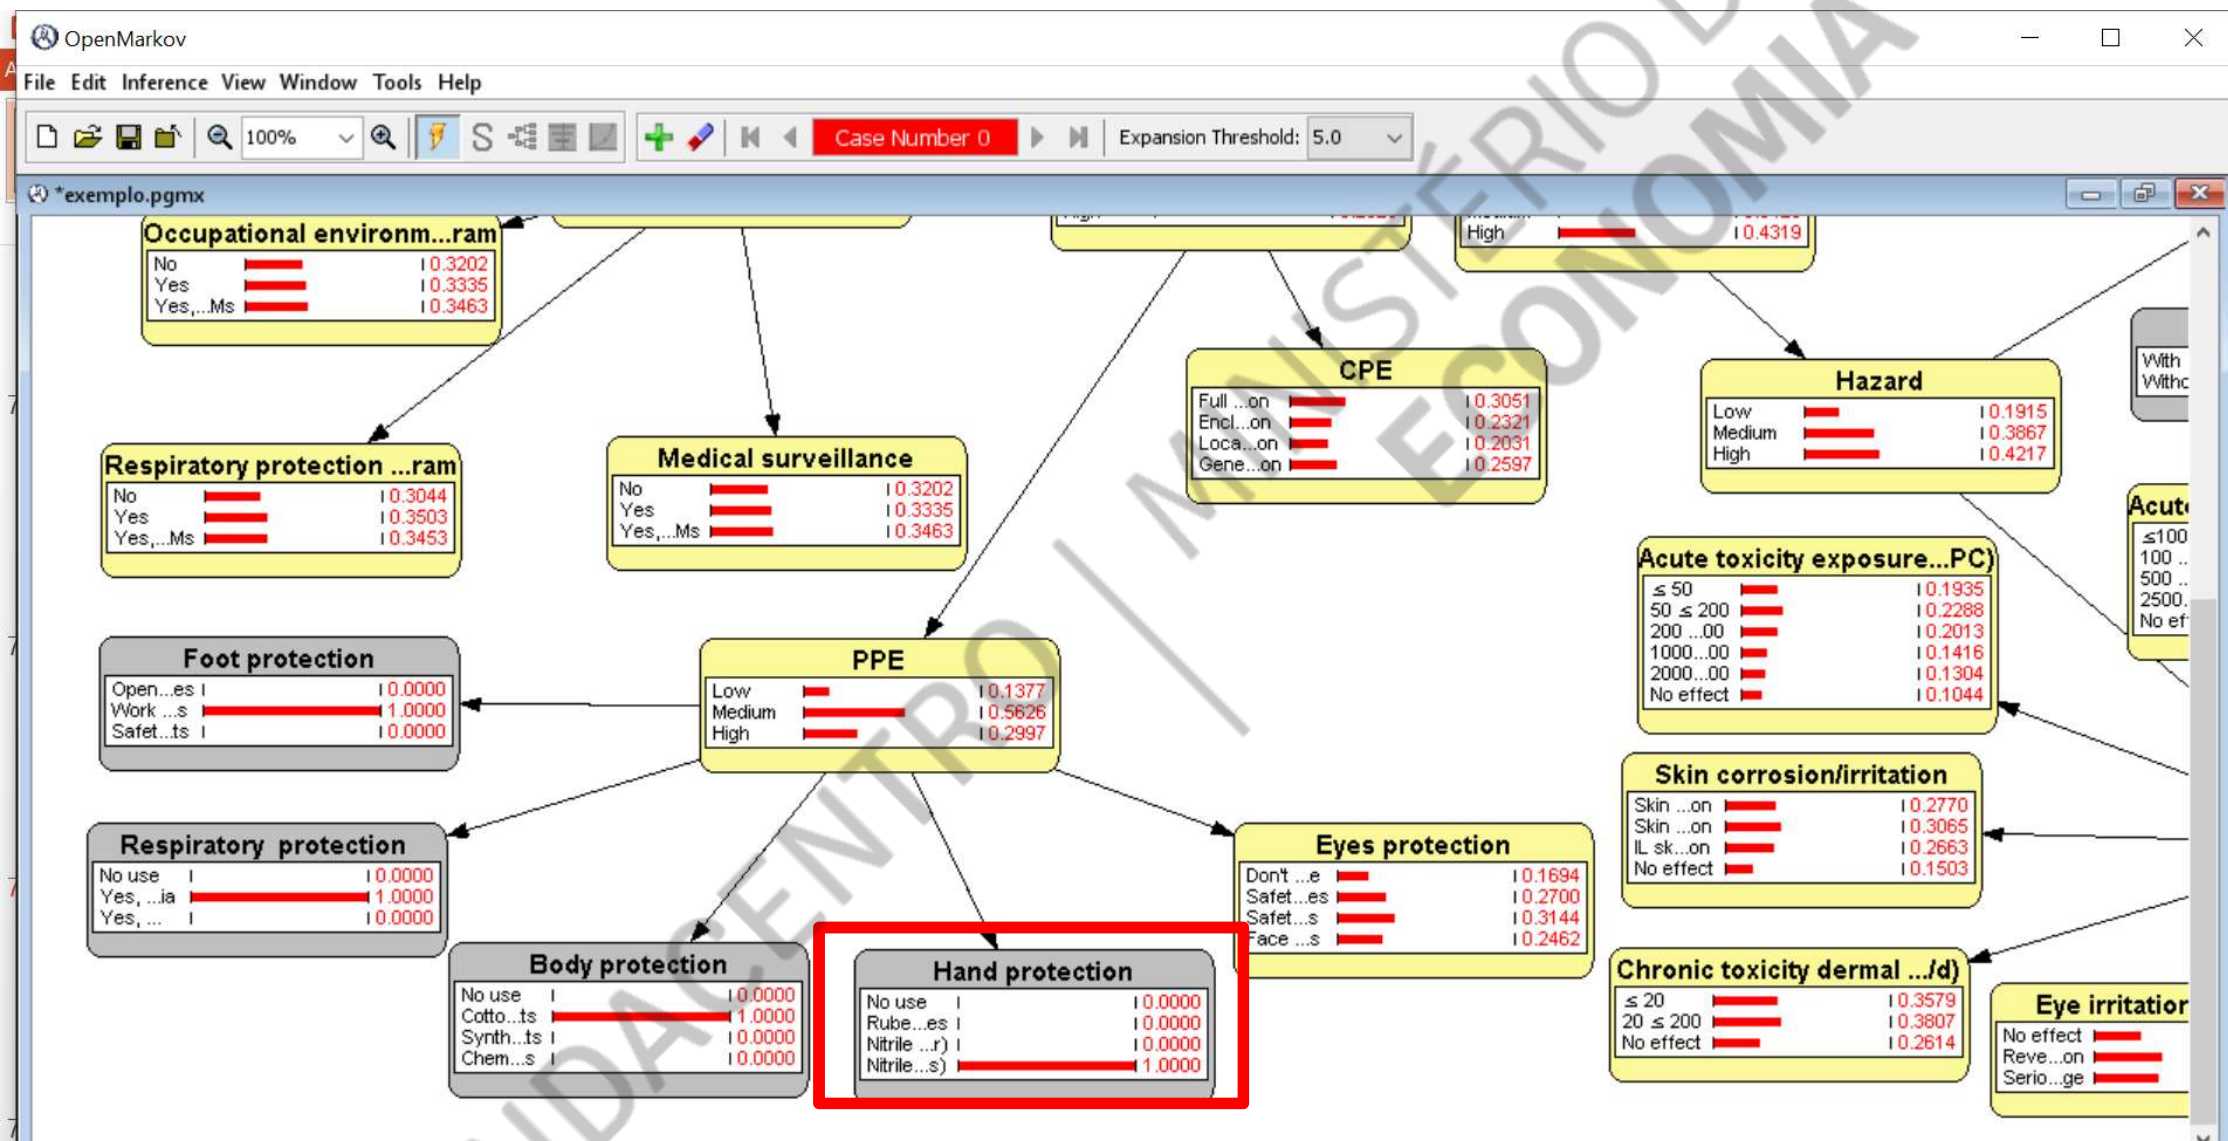 OpenMarkov
File Edit Inference View Window Tools Help
100%
S
Case Number 0
Expansion Threshold: 5.0
*exemplo.pgmx
Occupational environm...ram
No 0.3202
Yes 0.3335
Yes,...Ms 0.3463
High 0.4319
CPE
Full ...on 0.3051
Encl...on 0.2321
Loca...on 0.2031
Gene...on 0.2597
Hazard
Low 0.1915
Medium 0.3867
High 0.4217
With
Respiratory protection ...ram
No 0.3044
Yes 0.3503
Yes,...Ms 0.3453
Medical surveillance
No 0.3202
Yes 0.3335
Yes,...Ms 0.3463
Acute toxicity exposure...PC)
≤ 50 0.1935
50 ≤ 200 0.2288
200 ...00 0.2013
1000...00 0.1416
2000...00 0.1304
No effect 0.1044
≤100
100 ..
500 ..
2500.
No ef
Foot protection
Open...es 0.0000
Work ...s 1.0000
Safet...ts 0.0000
PPE
Low 0.1377
Medium 0.5626
High 0.2997
Skin corrosion/irritation
Skin ...on 0.2770
Skin ...on 0.3065
IL sk...on 0.2663
No effect 0.1503
Respiratory protection
No use 0.0000
Yes, ...ia 1.0000
Yes, ... 0.0000
Eyes protection
Don't ...e 0.1694
Safet...es 0.2700
Safet...s 0.3144
Face ...s 0.2462
Body protection
No use 0.0000
Cotto...ts 1.0000
Synth...ts 0.0000
Chem...s 0.0000
Hand protection
No use 0.0000
Rube...es 0.0000
Nitrile ...r) 0.0000
Nitrile...s) 1.0000
Chronic toxicity dermal .../d)
≤ 20 0.3579
20 ≤ 200 0.3807
No effect 0.2614
Eye irritation
No effect
Reve...on
Serio...ge
NDACENTRO | MINISTÉRIO D
ECONOMIA